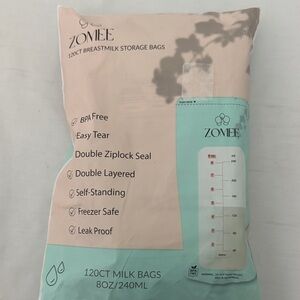 ZOMEE
120CT BREASTMILK STORAGE BAGS
BPA Free
Easy Tear
Double Ziplock Seal
Double Layered
Self-Standing
Freezer Safe
Leak Proof
ZOMEE
120CT MILK BAGS
8OZ/240ML